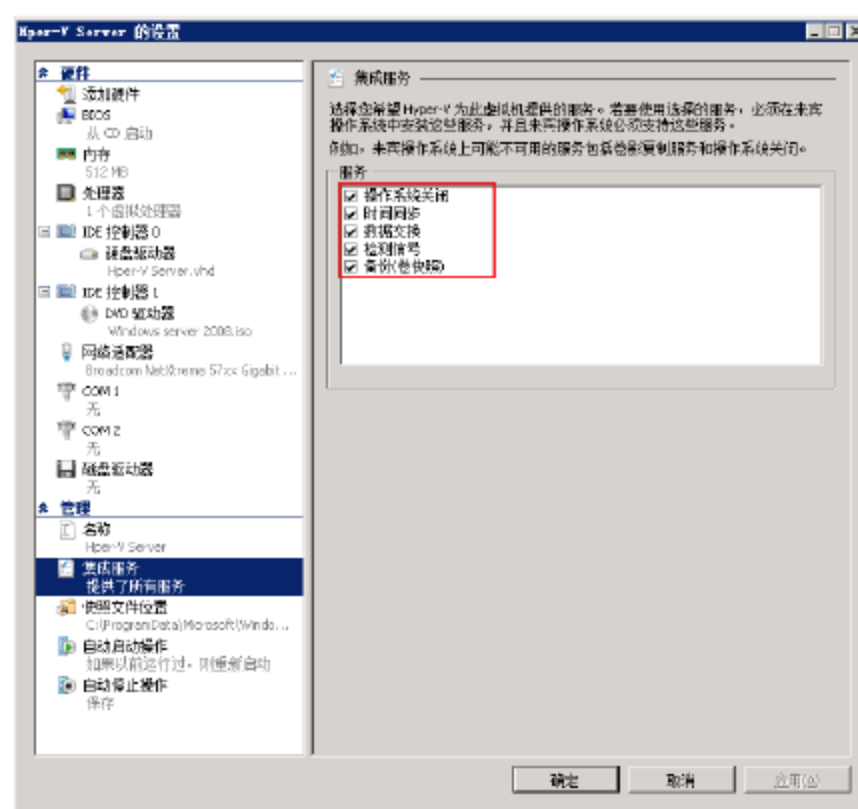 Hper-V Server 的设置
硬件
添加硬件
BIOS
从 CD 启动
内存
512 MB
处理器
1 个虚拟处理器
IDE 控制器 0
硬盘驱动器
Hper-V Server.vhd
IDE 控制器 1
DVD 驱动器
Windows server 2008.iso
网络适配器
Broadcom NetXtreme 57xx Gigabit ...
COM 1
无
COM 2
无
磁盘驱动器
无
管理
名称
Hper-V Server
集成服务
提供了所有服务
快照文件位置
C:\ProgramData\Microsoft\Windo...
自动启动操作
如果以前运行过，则重新启动
自动停止操作
保存
集成服务
选择您希望 Hyper-V 为此虚拟机提供的服务。若要使用选择的服务，必须在来宾
操作系统中安装这些服务，并且来宾操作系统必须支持这些服务。
例如，来宾操作系统上可能不可用的服务包括卷影复制服务和操作系统关闭。
服务
操作系统关闭
时间同步
数据交换
检测信号
备份(卷快照)
确定
取消
应用(A)